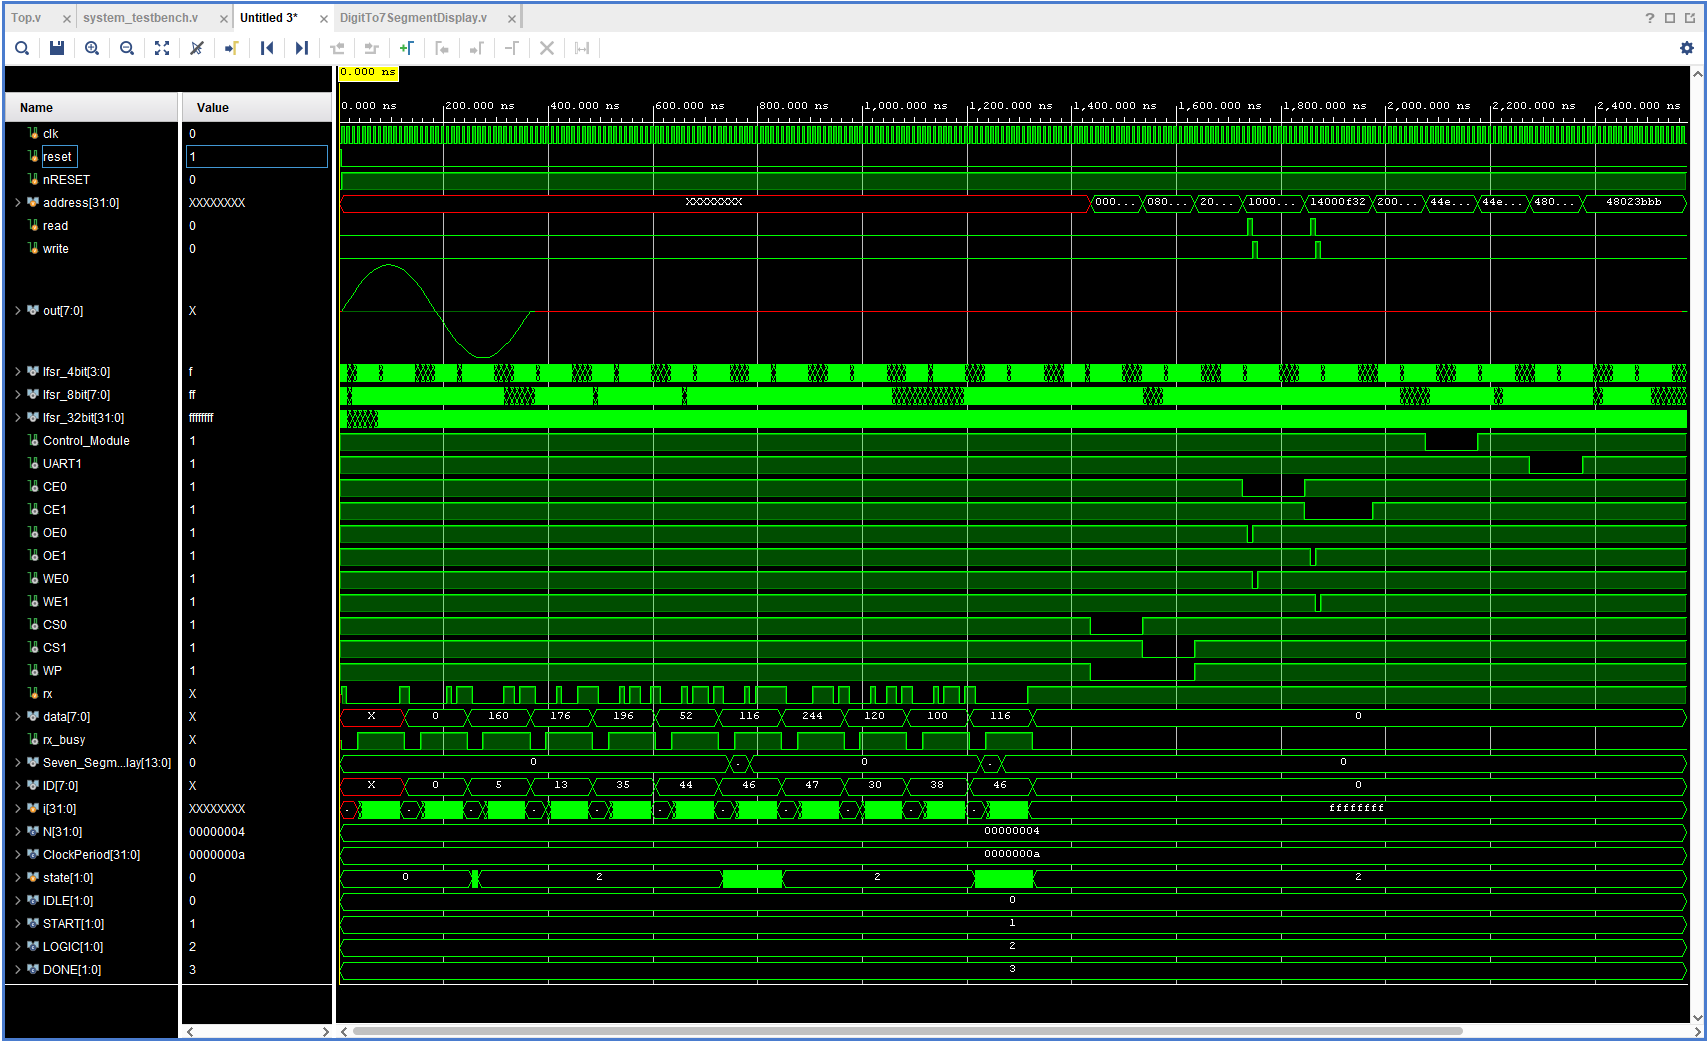 Top.v system_testbench.v Untitled 3* DigitTo7SegmentDisplay.v
0.000 ns
Name Value 0.000 ns 200.000 ns 400.000 ns 600.000 ns 800.000 ns 1,000.000 ns 1,200.000 ns 1,400.000 ns 1,600.000 ns 1,800.000 ns 2,000.000 ns 2,200.000 ns 2,400.000 ns
clk 0
reset 1
nRESET 0
address[31:0] XXXXXXXX XXXXXXXX 000... 080... 20... 1000... 14000f32 200... 44e... 44e... 480... 48023bbb
read 0
write 0
out[7:0] X
lfsr_4bit[3:0] f
lfsr_8bit[7:0] ff
lfsr_32bit[31:0] ffffffff
Control_Module 1
UART1 1
CE0 1
CE1 1
OE0 1
OE1 1
WE0 1
WE1 1
CS0 1
CS1 1
WP 1
rx X
data[7:0] X X 0 160 176 196 52 116 244 120 100 116 0
rx_busy X
Seven_Segm...lay[13:0] 0 0 . 0 . 0
ID[7:0] X X 0 5 13 35 44 46 47 30 38 46 0
i[31:0] XXXXXXXX . . . . . . . . . . . ffffffff
N[31:0] 00000004 00000004
ClockPeriod[31:0] 0000000a 0000000a
state[1:0] 0 0 2 2 2
IDLE[1:0] 0 0
START[1:0] 1 1
LOGIC[1:0] 2 2
DONE[1:0] 3 3